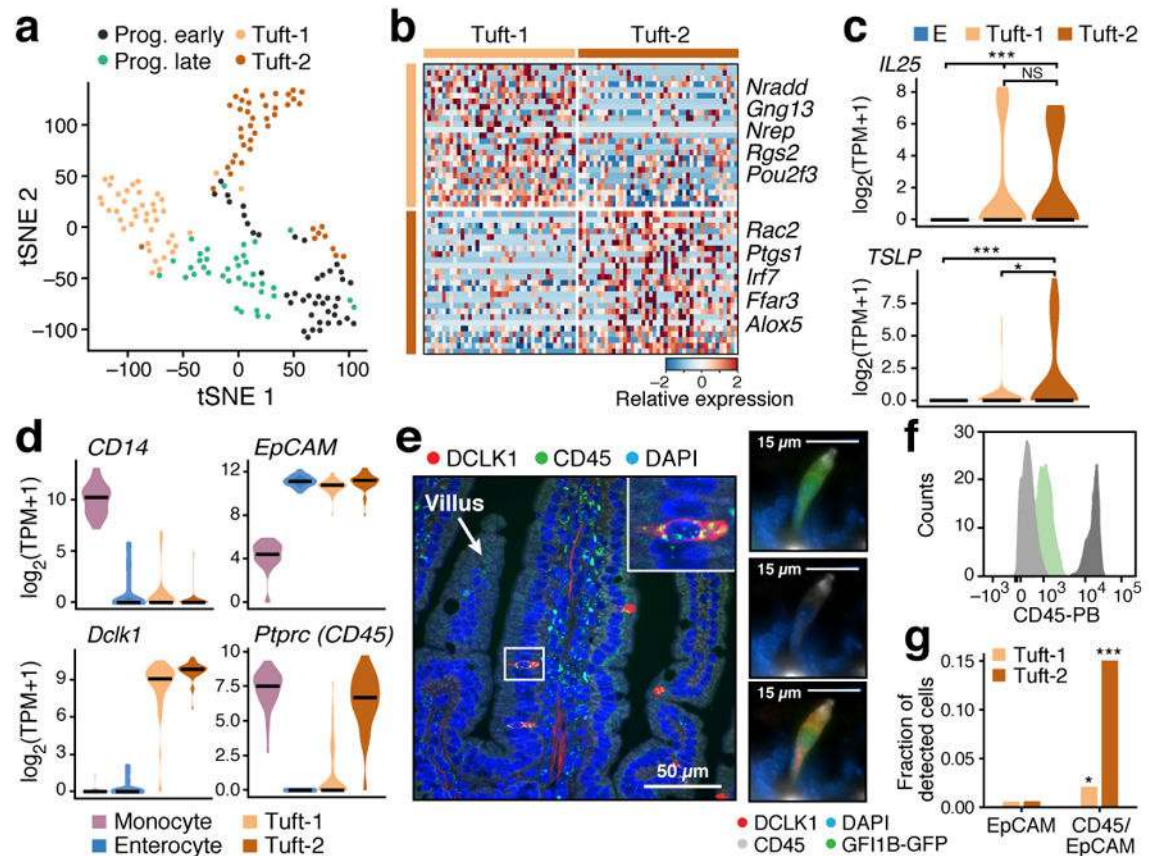 a
Prog. early
Tuft-1
Prog. late
Tuft-2
100
50
0
−50
−100
tSNE 2
−100 −50 0 50 100
tSNE 1
b
Tuft-1 Tuft-2
Nradd
Gng13
Nrep
Rgs2
Pou2f3
Rac2
Ptgs1
Irf7
Ffar3
Alox5
−2 0 2
Relative expression
c
E Tuft-1 Tuft-2
IL25
***
NS
8
6
4
2
0
log2(TPM+1)
TSLP
***
*
7.5
5.0
2.5
0.0
log2(TPM+1)
d
CD14
10
5
0
log2(TPM+1)
EpCAM
12
8
4
0
Dclk1
9
6
3
0
log2(TPM+1)
Ptprc (CD45)
10
7.5
5.0
2.5
0.0
Monocyte
Tuft-1
Enterocyte
Tuft-2
e
DCLK1 CD45 DAPI
Villus
50 µm
15 µm
15 µm
15 µm
DCLK1 DAPI
CD45 GFI1B-GFP
f
30
20
10
0
Counts
−10³ 10³ 10⁴ 10⁵
CD45-PB
g
Tuft-1
Tuft-2
***
*
0.15
0.10
0.05
0.00
Fraction of
detected cells
EpCAM CD45/
EpCAM